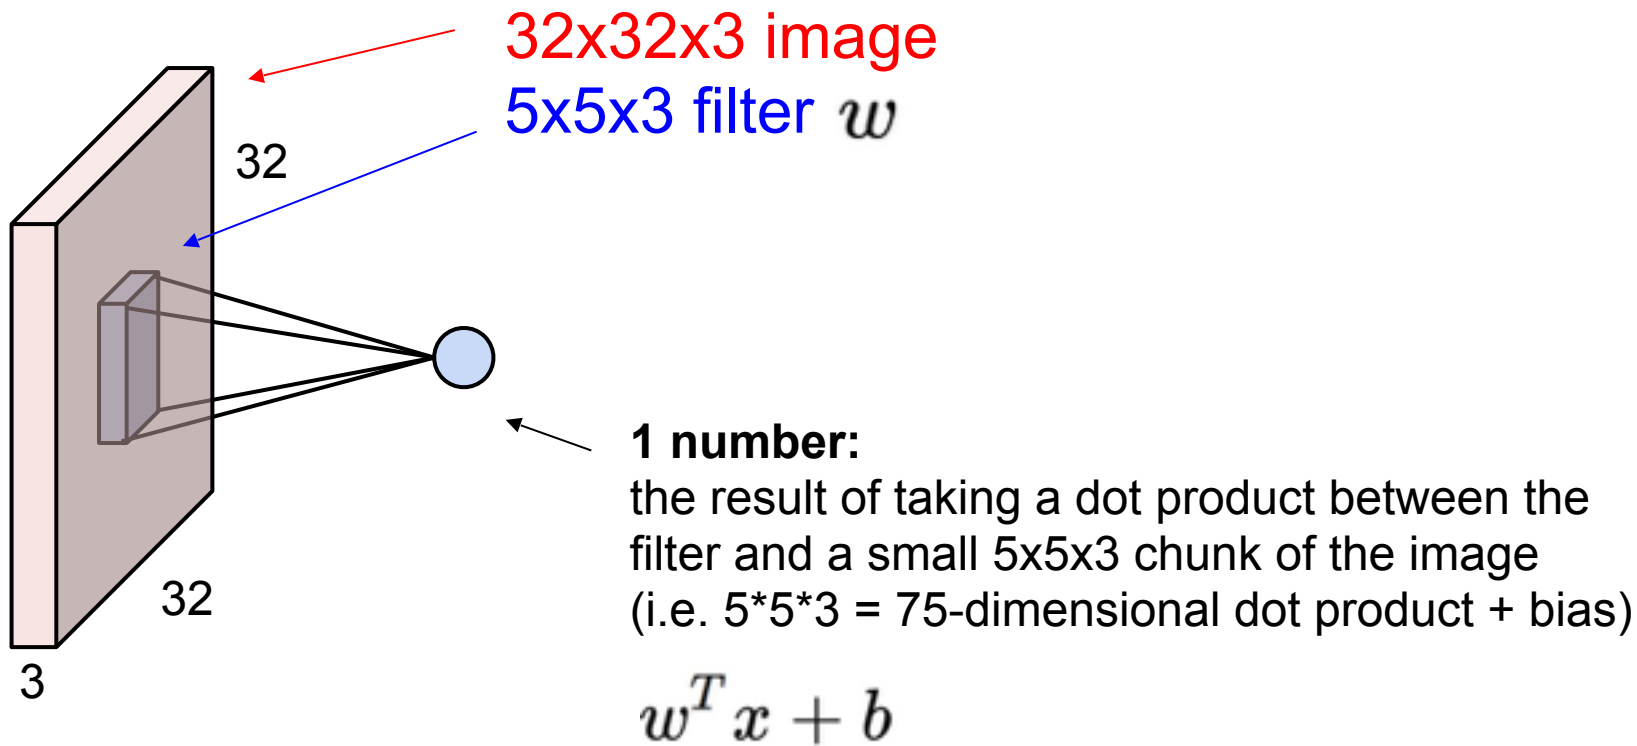 32x32x3 image
5x5x3 filter w
32
32
3
1 number:
the result of taking a dot product between the
filter and a small 5x5x3 chunk of the image
(i.e. 5*5*3 = 75-dimensional dot product + bias)
w^T x + b